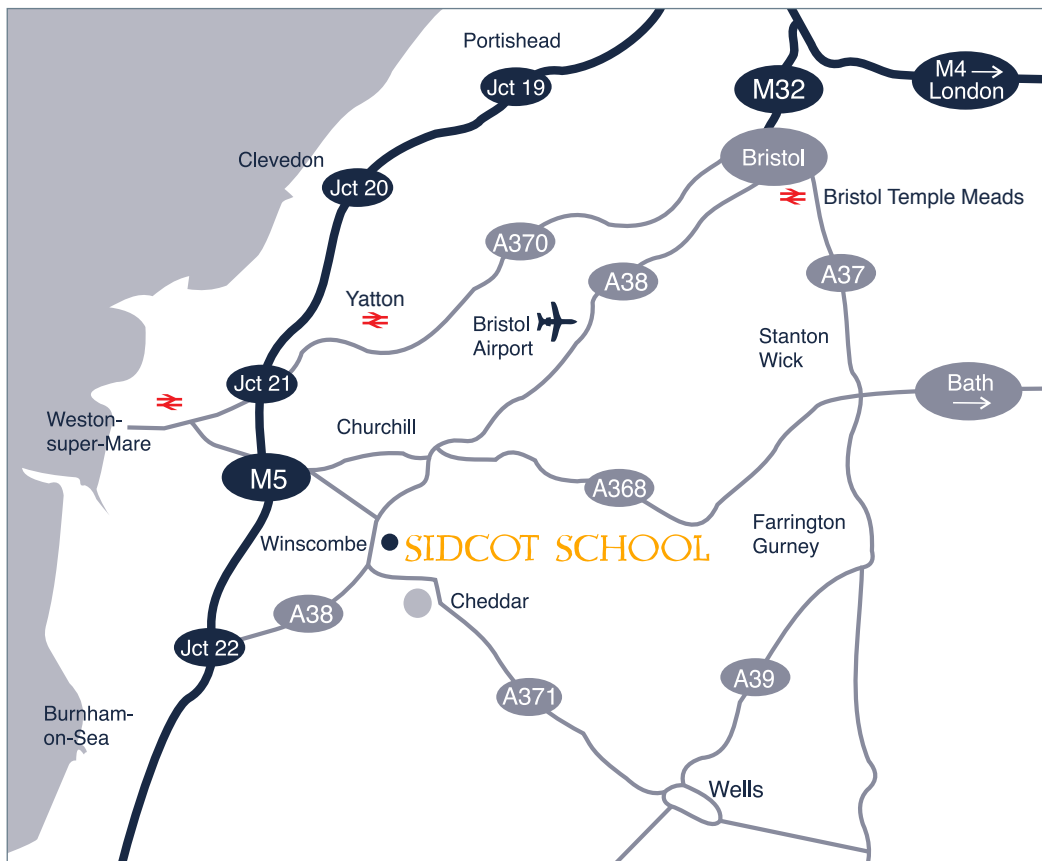 Portishead
Jct 19
M32
M4 →
London
Clevedon
Jct 20
Bristol
Bristol Temple Meads
A370
A38
A37
Yatton
Bristol
Airport
Stanton
Wick
Jct 21
Bath
→
Weston-
super-Mare
Churchill
M5
A368
Winscombe
SIDCOT SCHOOL
Farrington
Gurney
Cheddar
A38
Jct 22
A371
A39
Burnham-
on-Sea
Wells